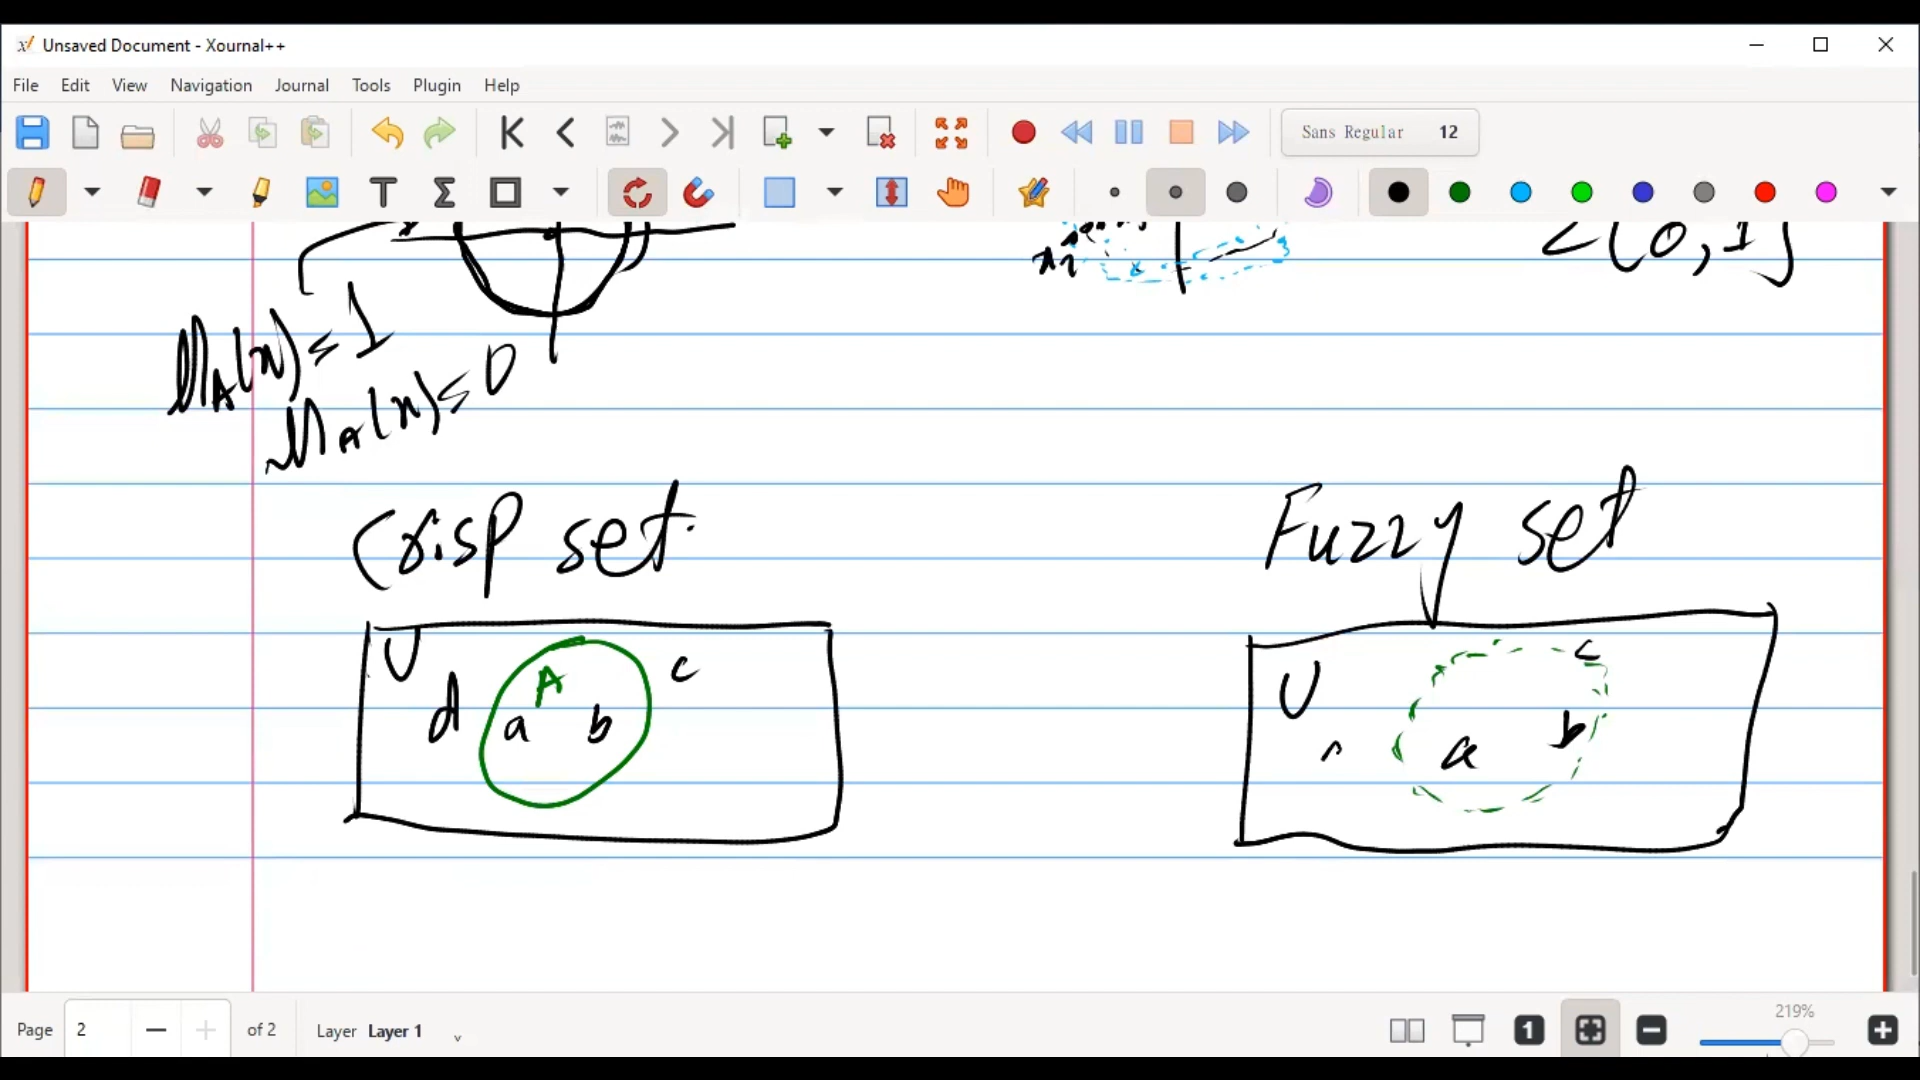 Unsaved Document - Xournal++
File Edit View Navigation Journal Tools Plugin Help
Sans Regular 12
[0,1]
μA(x) = 1
μA(x) = 0
Crisp set.
Fuzzy set
U A c
d a b
U c
a b
Page 2 of 2 Layer Layer 1
1
219%